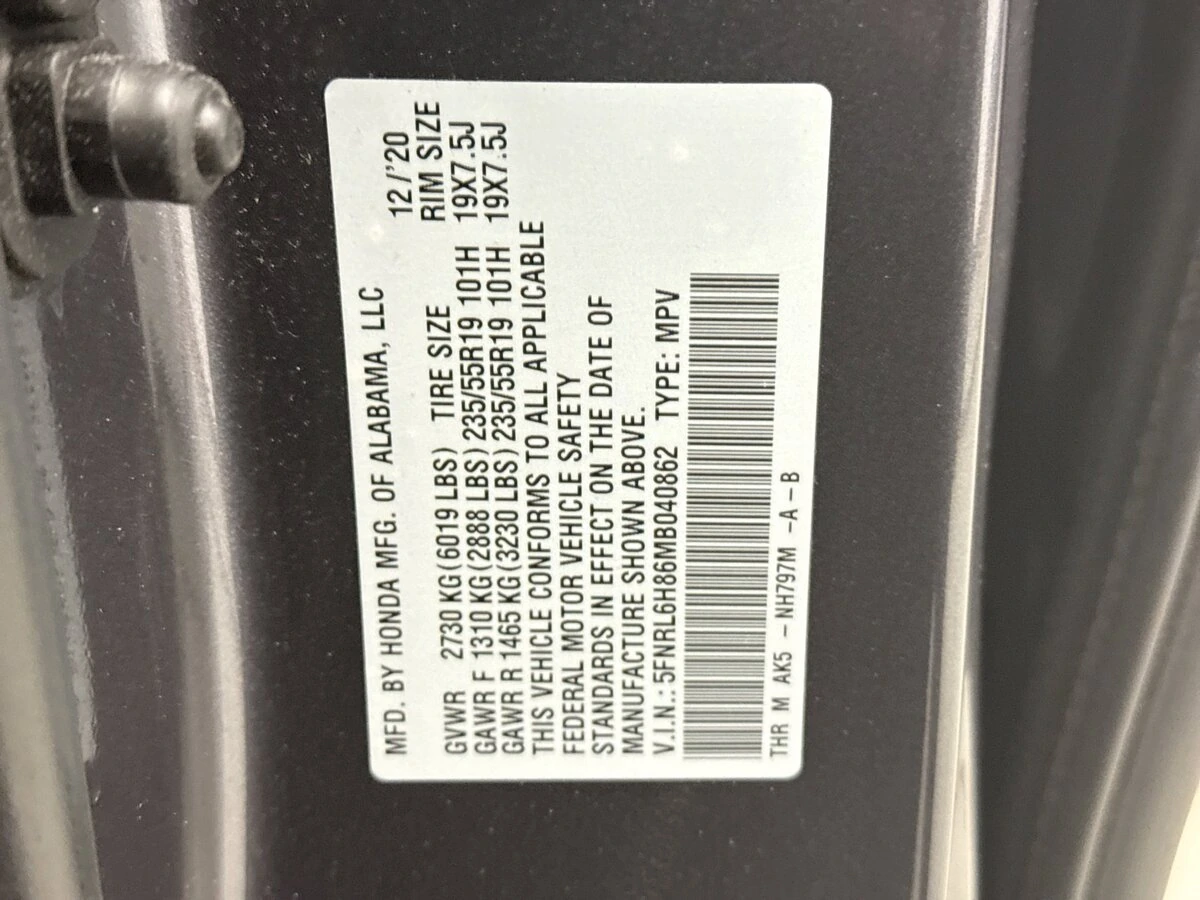 MFD. BY HONDA MFG. OF ALABAMA, LLC 12/'20
GVWR 2730 KG(6019 LBS) TIRE SIZE RIM SIZE
GAWR F 1310 KG(2888 LBS) 235/55R19 101H 19X7.5J
GAWR R 1465 KG(3230 LBS) 235/55R19 101H 19X7.5J
THIS VEHICLE CONFORMS TO ALL APPLICABLE
FEDERAL MOTOR VEHICLE SAFETY
STANDARDS IN EFFECT ON THE DATE OF
MANUFACTURE SHOWN ABOVE.
V.I.N.: 5FNRL6H86MB040862 TYPE: MPV
THR M AK5 - NH797M -A-B